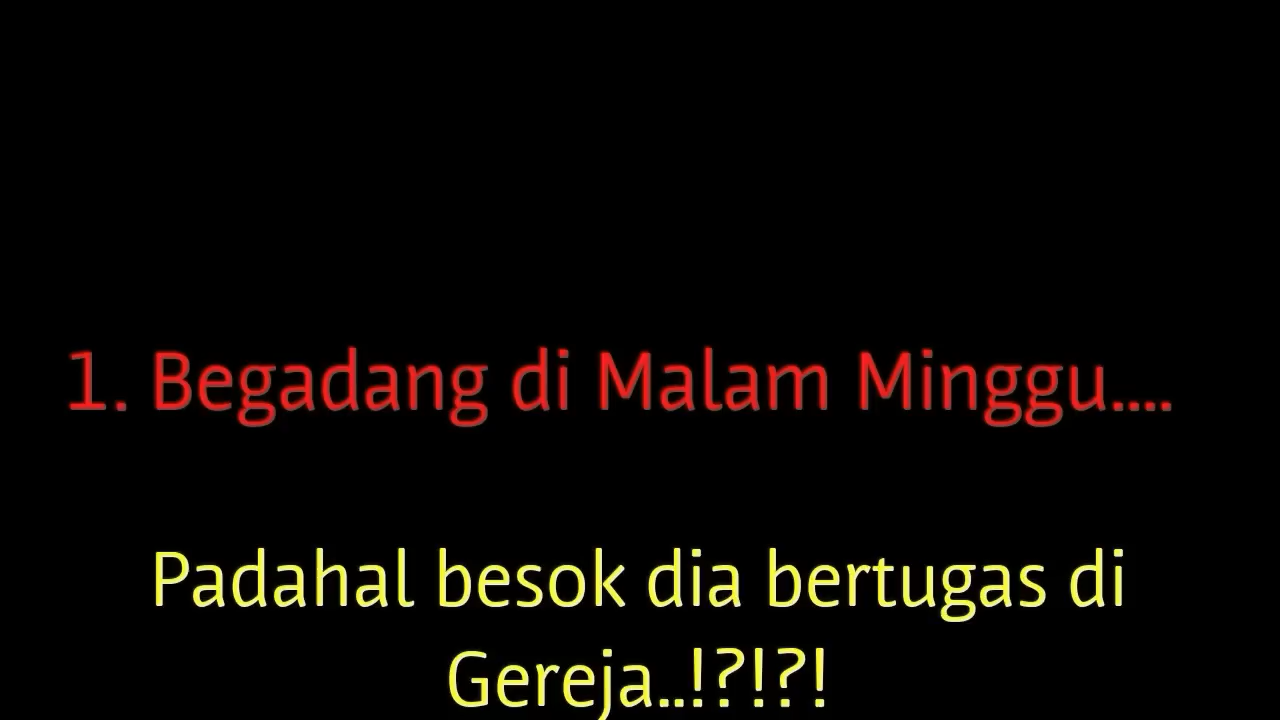 1. Begadang di Malam Minggu....
Padahal besok dia bertugas di
Gereja..!?!?!